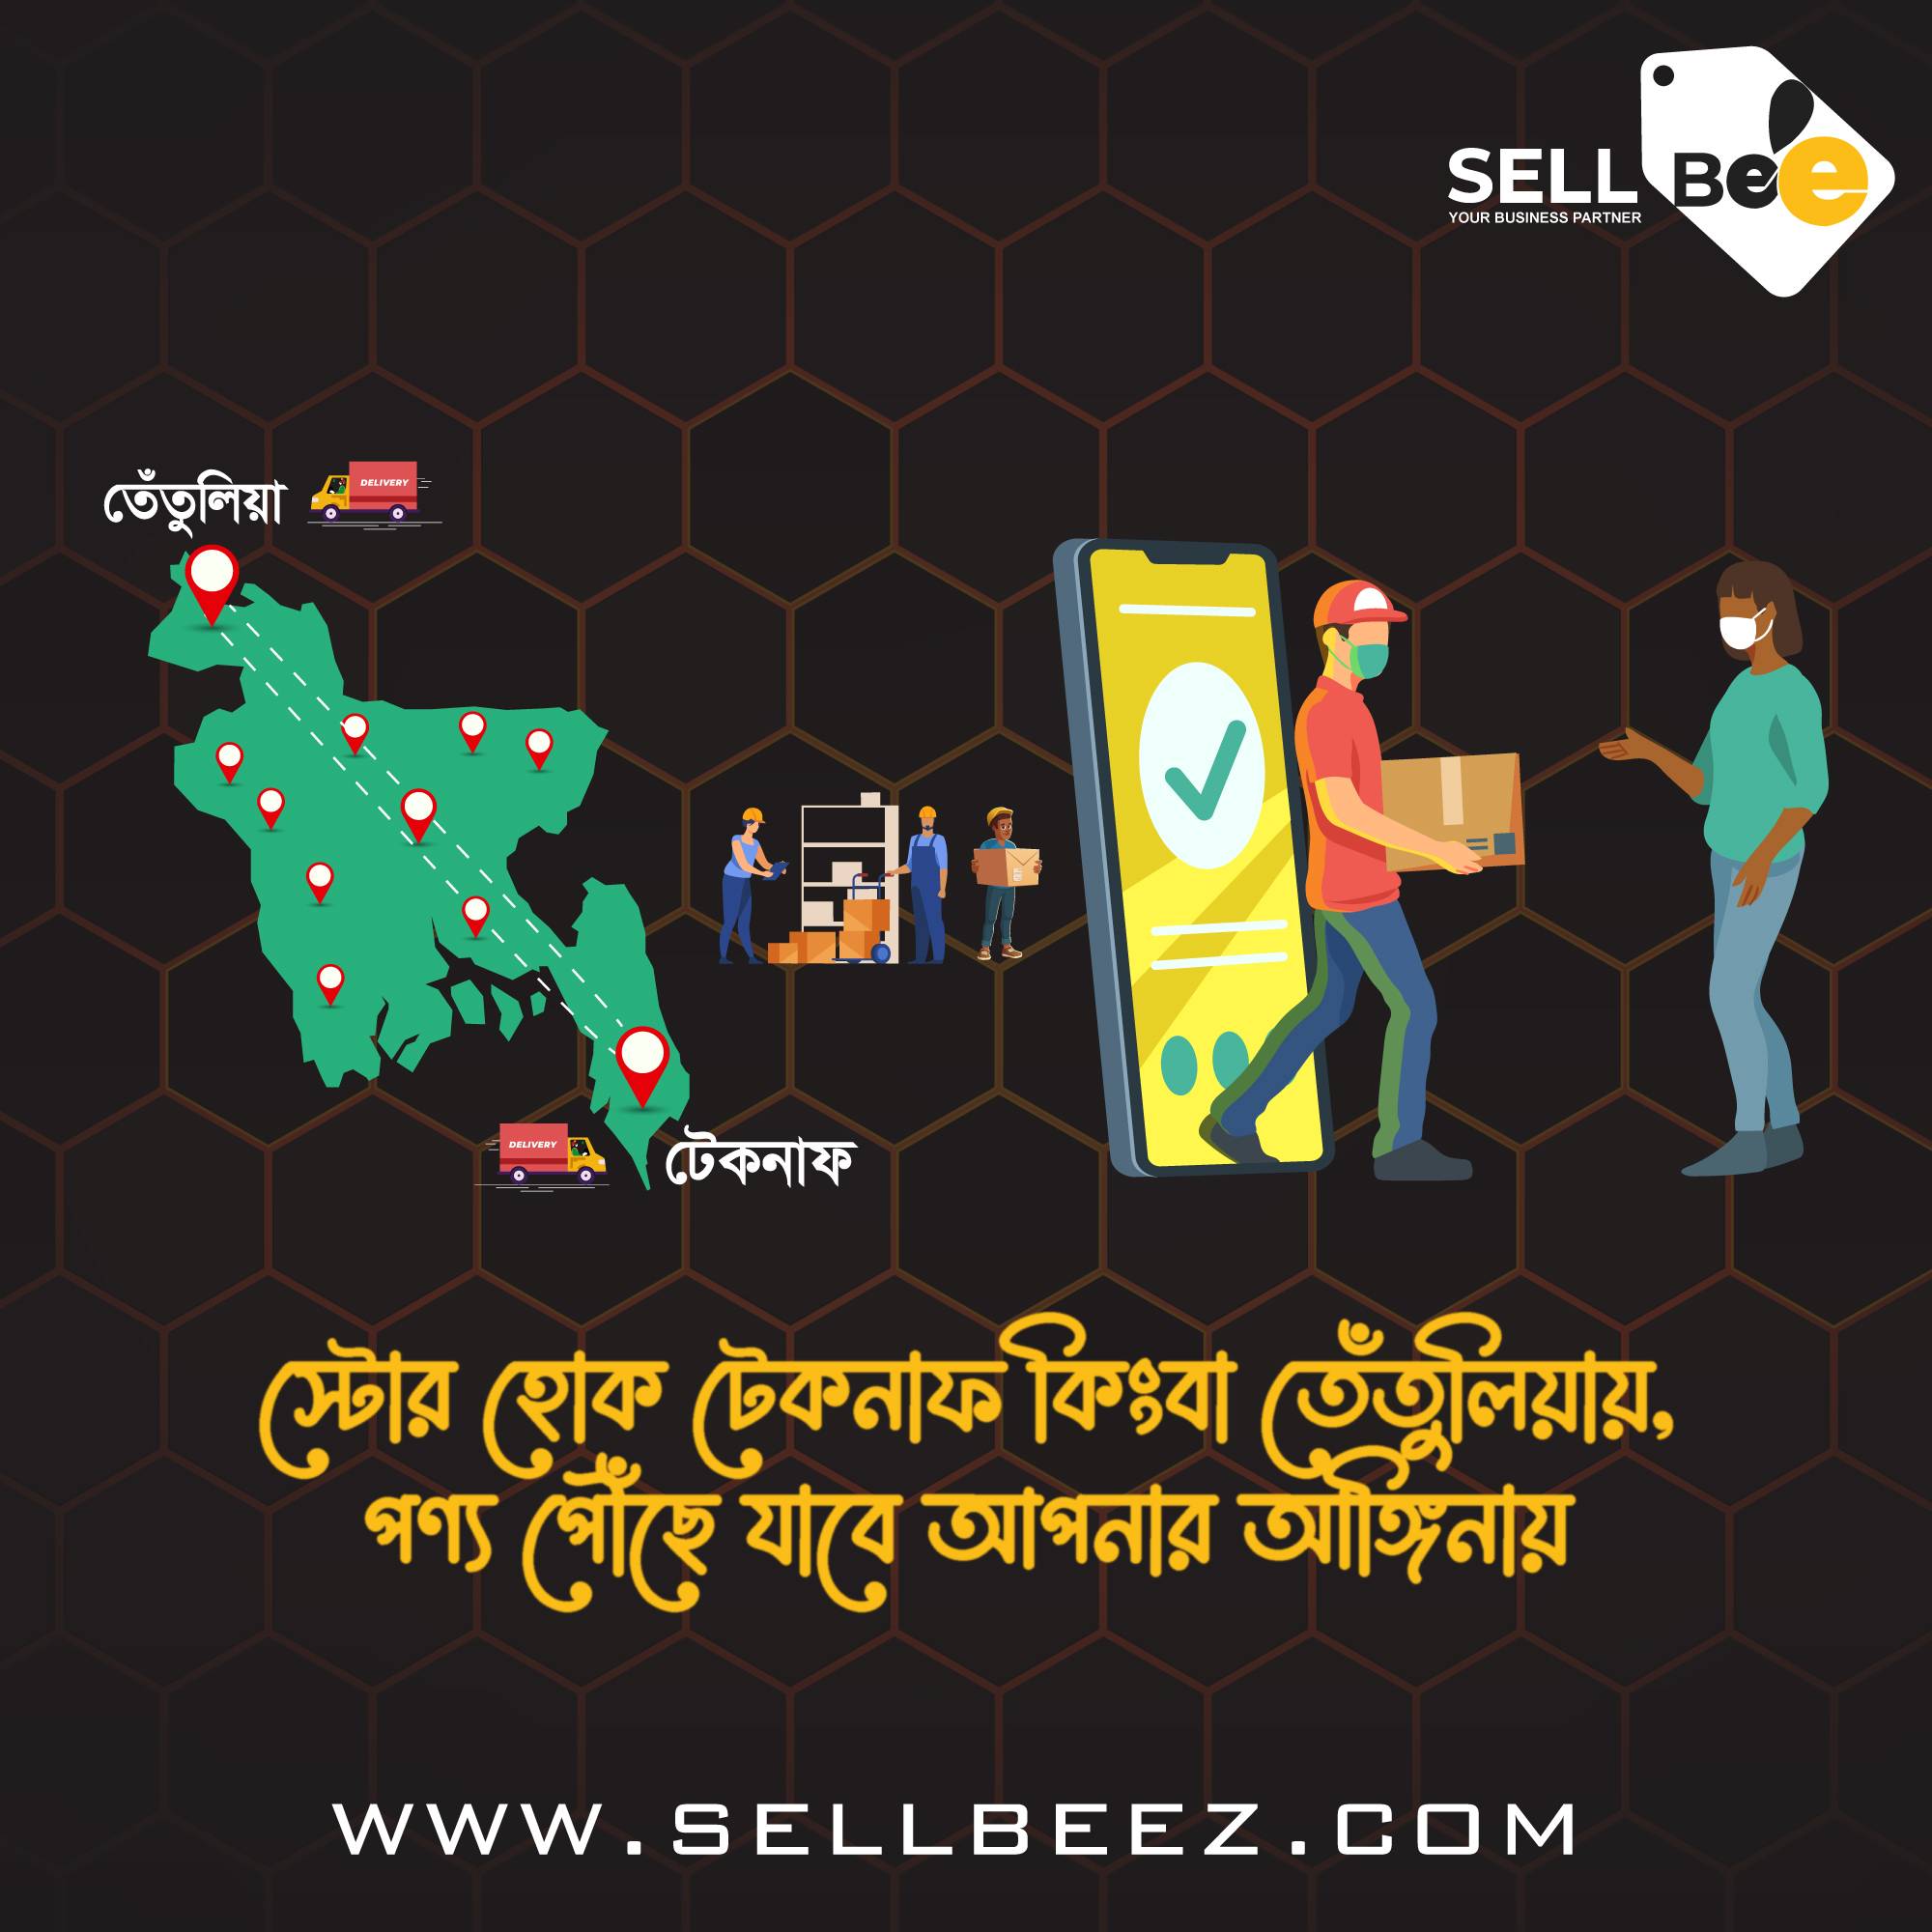 SELL Bee
YOUR BUSINESS PARTNER
তেঁতুলিয়া
DELIVERY
DELIVERY
টেকনাফ
স্টোর হোক টেকনাফ কিংবা তেঁতুলিয়ায়,
পণ্য পৌঁছে যাবে আপনার আঙ্গিনায়
WWW.SELLBEEZ.COM